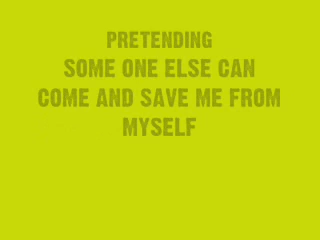 PRETENDING
SOME ONE ELSE CAN
COME AND SAVE ME FROM
MYSELF